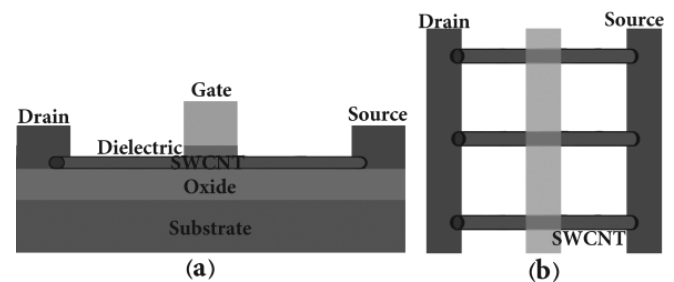 Gate
Drain
Source
Dielectric
SWCNT
Oxide
Substrate
(a)
Drain
Source
SWCNT
(b)